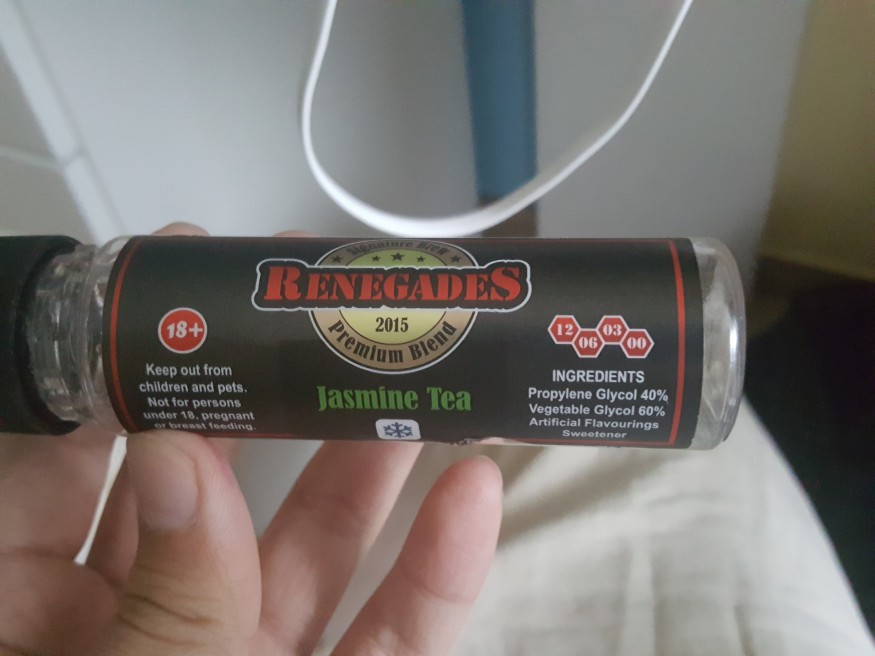 Signature Brew
RENEGADES
2015
Premium Blend
Jasmine Tea
18+
Keep out from
children and pets.
Not for persons
under 18, pregnant
or breast feeding.
12 03
06 00
INGREDIENTS
Propylene Glycol 40%
Vegetable Glycol 60%
Artificial Flavourings
Sweetener